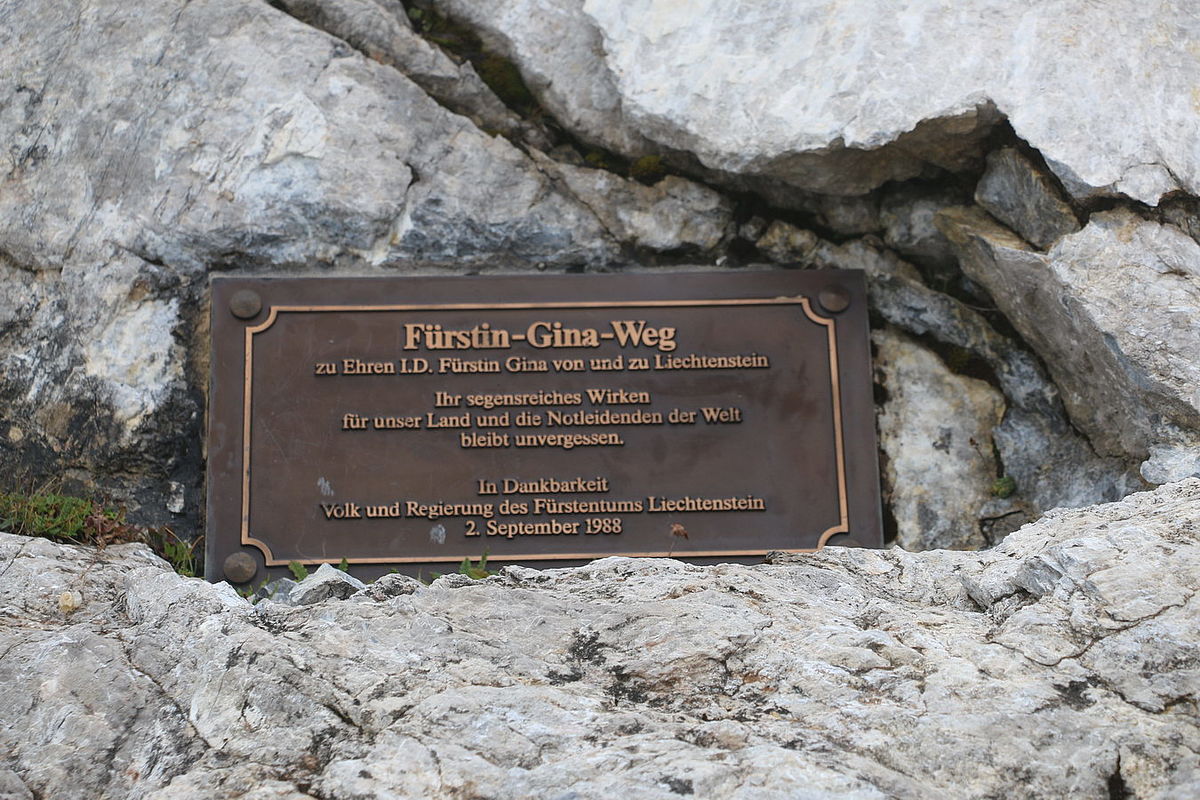 Fürstin-Gina-Weg
zu Ehren I.D. Fürstin Gina von und zu Liechtenstein
Ihr segensreiches Wirken
für unser Land und die Notleidenden der Welt
bleibt unvergessen.
In Dankbarkeit
Volk und Regierung des Fürstentums Liechtenstein
2. September 1988